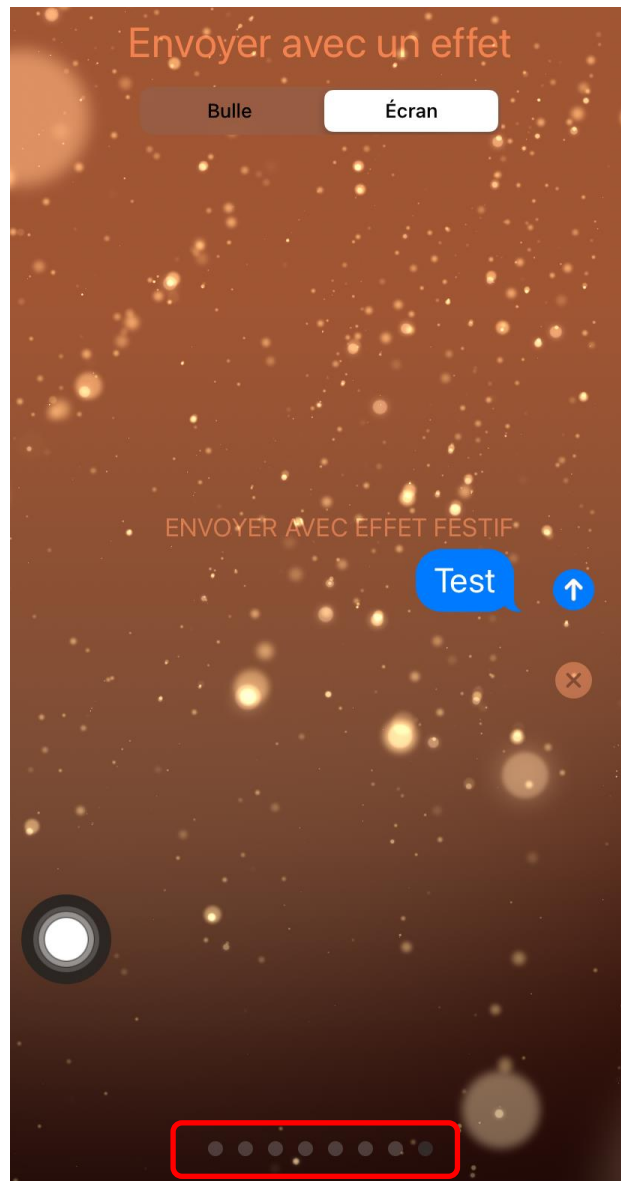 Envoyer avec un effet
Bulle
Écran
ENVOYER AVEC EFFET FESTIF
Test